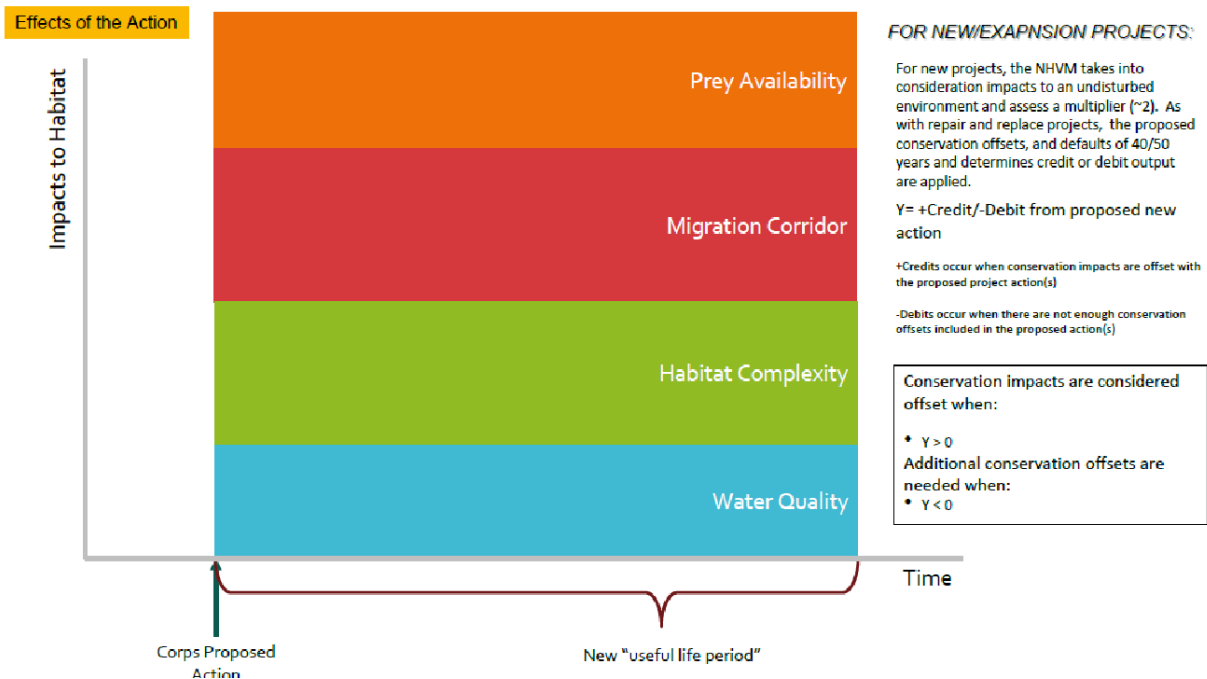 Effects of the Action
Impacts to Habitat
Prey Availability
Migration Corridor
Habitat Complexity
Water Quality
Time
Corps Proposed
Action
New "useful life period"
FOR NEW/EXAPNSION PROJECTS:
For new projects, the NHVM takes into
consideration impacts to an undisturbed
environment and assess a multiplier (~2). As
with repair and replace projects, the proposed
conservation offsets, and defaults of 40/50
years and determines credit or debit output
are applied.
Y= +Credit/-Debit from proposed new
action
+Credits occur when conservation impacts are offset with
the proposed project action(s)
-Debits occur when there are not enough conservation
offsets included in the proposed action(s)
Conservation impacts are considered
offset when:
• Y > 0
Additional conservation offsets are
needed when:
• Y < 0